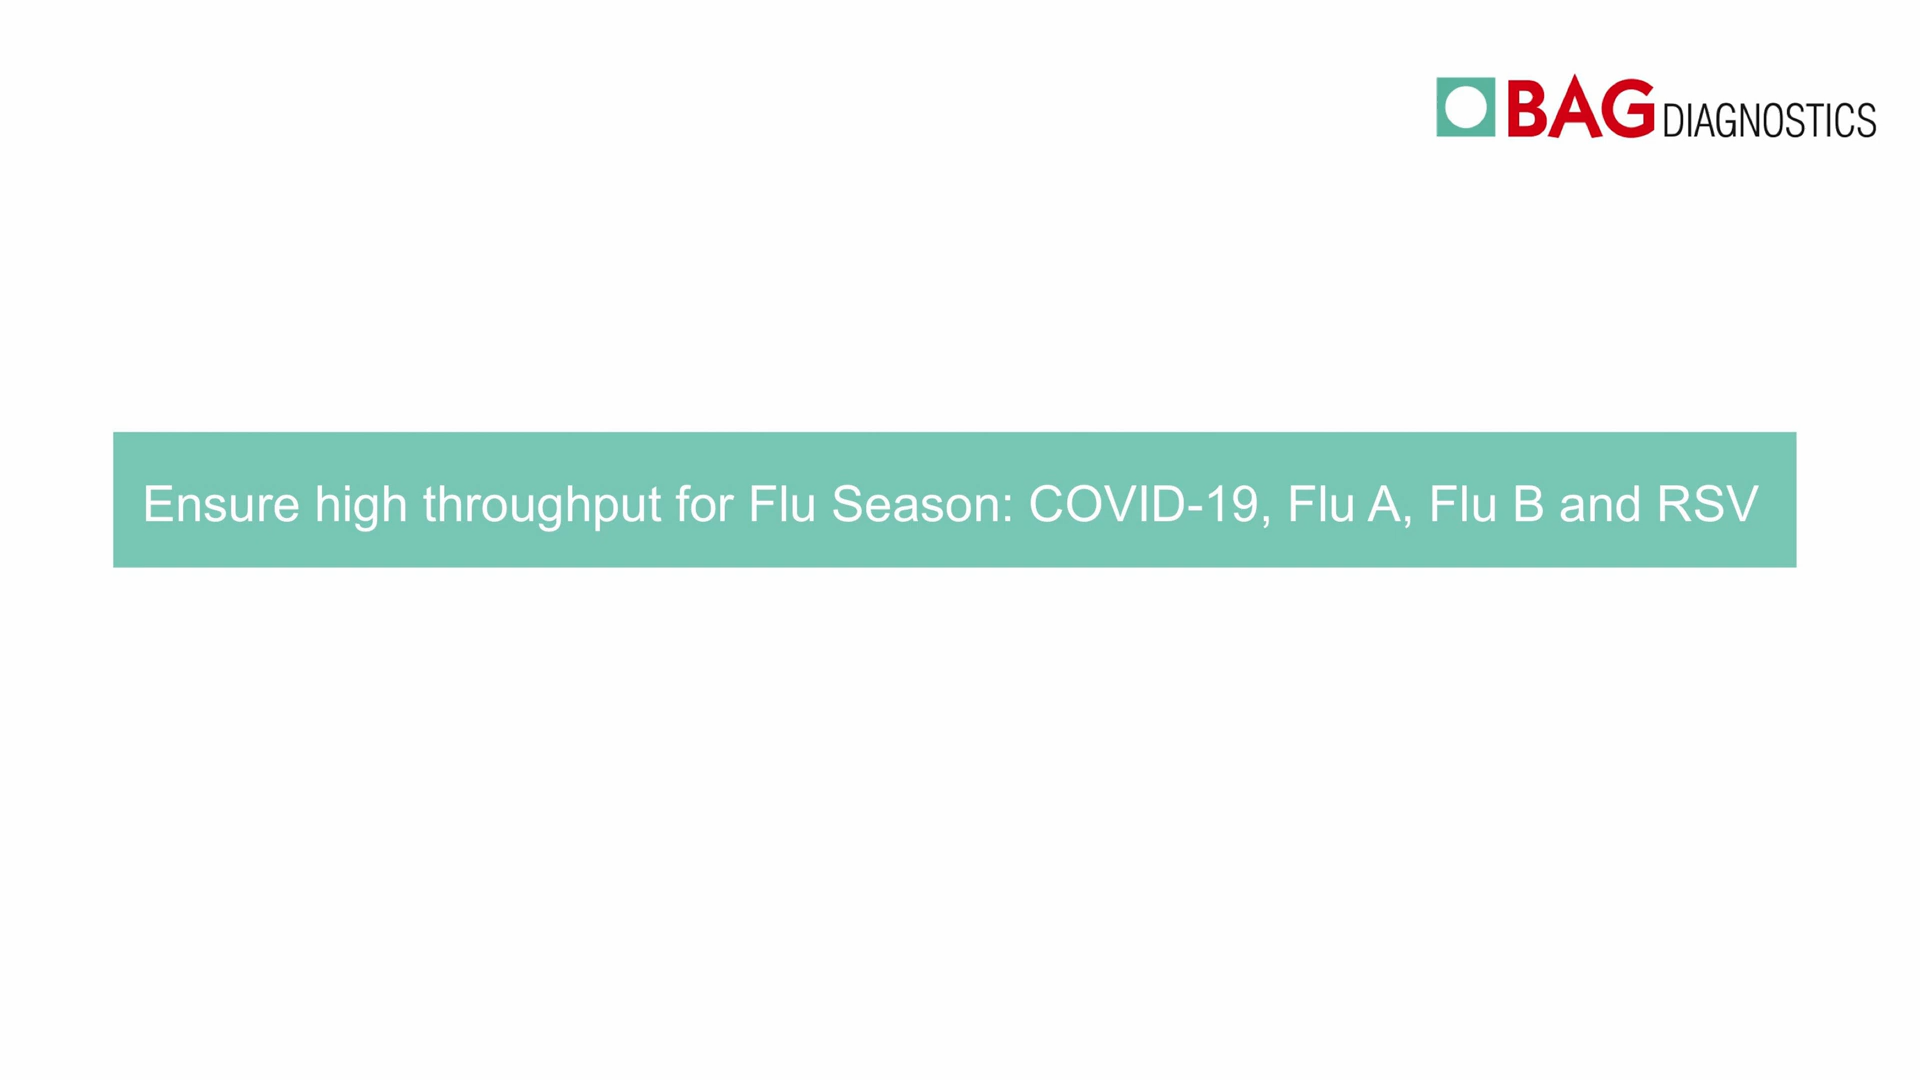 BAG DIAGNOSTICS
Ensure high throughput for Flu Season: COVID-19, Flu A, Flu B and RSV